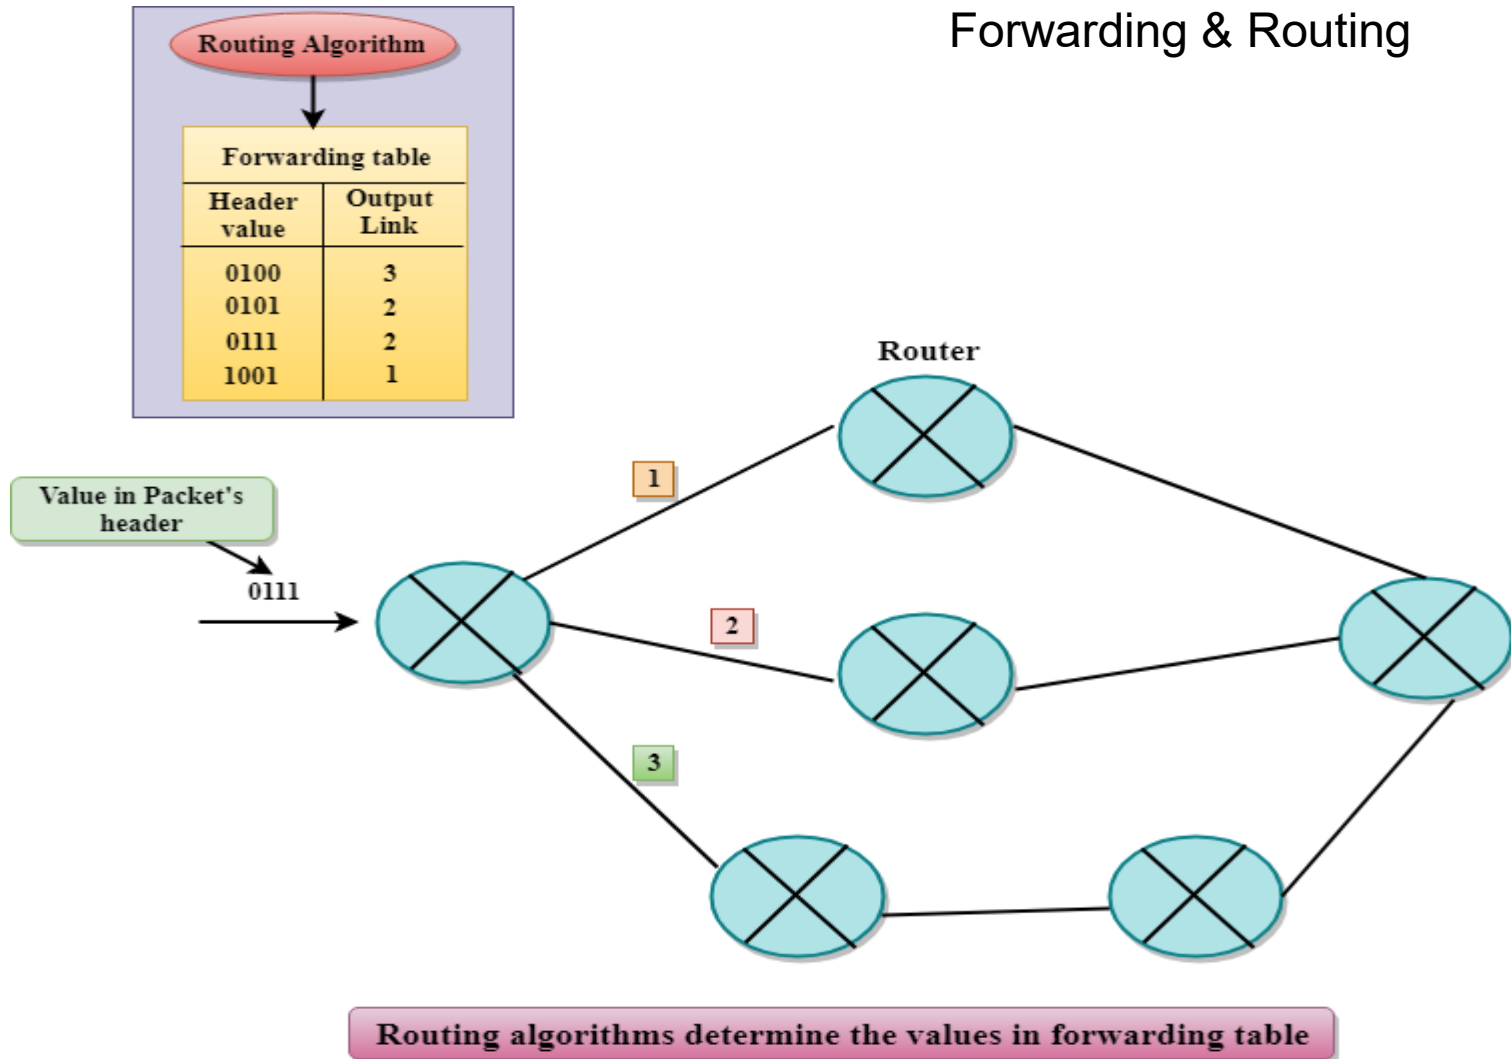 Forwarding & Routing
Routing Algorithm
Forwarding table
Header value
Output Link
0100 3
0101 2
0111 2
1001 1
Router
1
Value in Packet's
header
0111
2
3
Routing algorithms determine the values in forwarding table